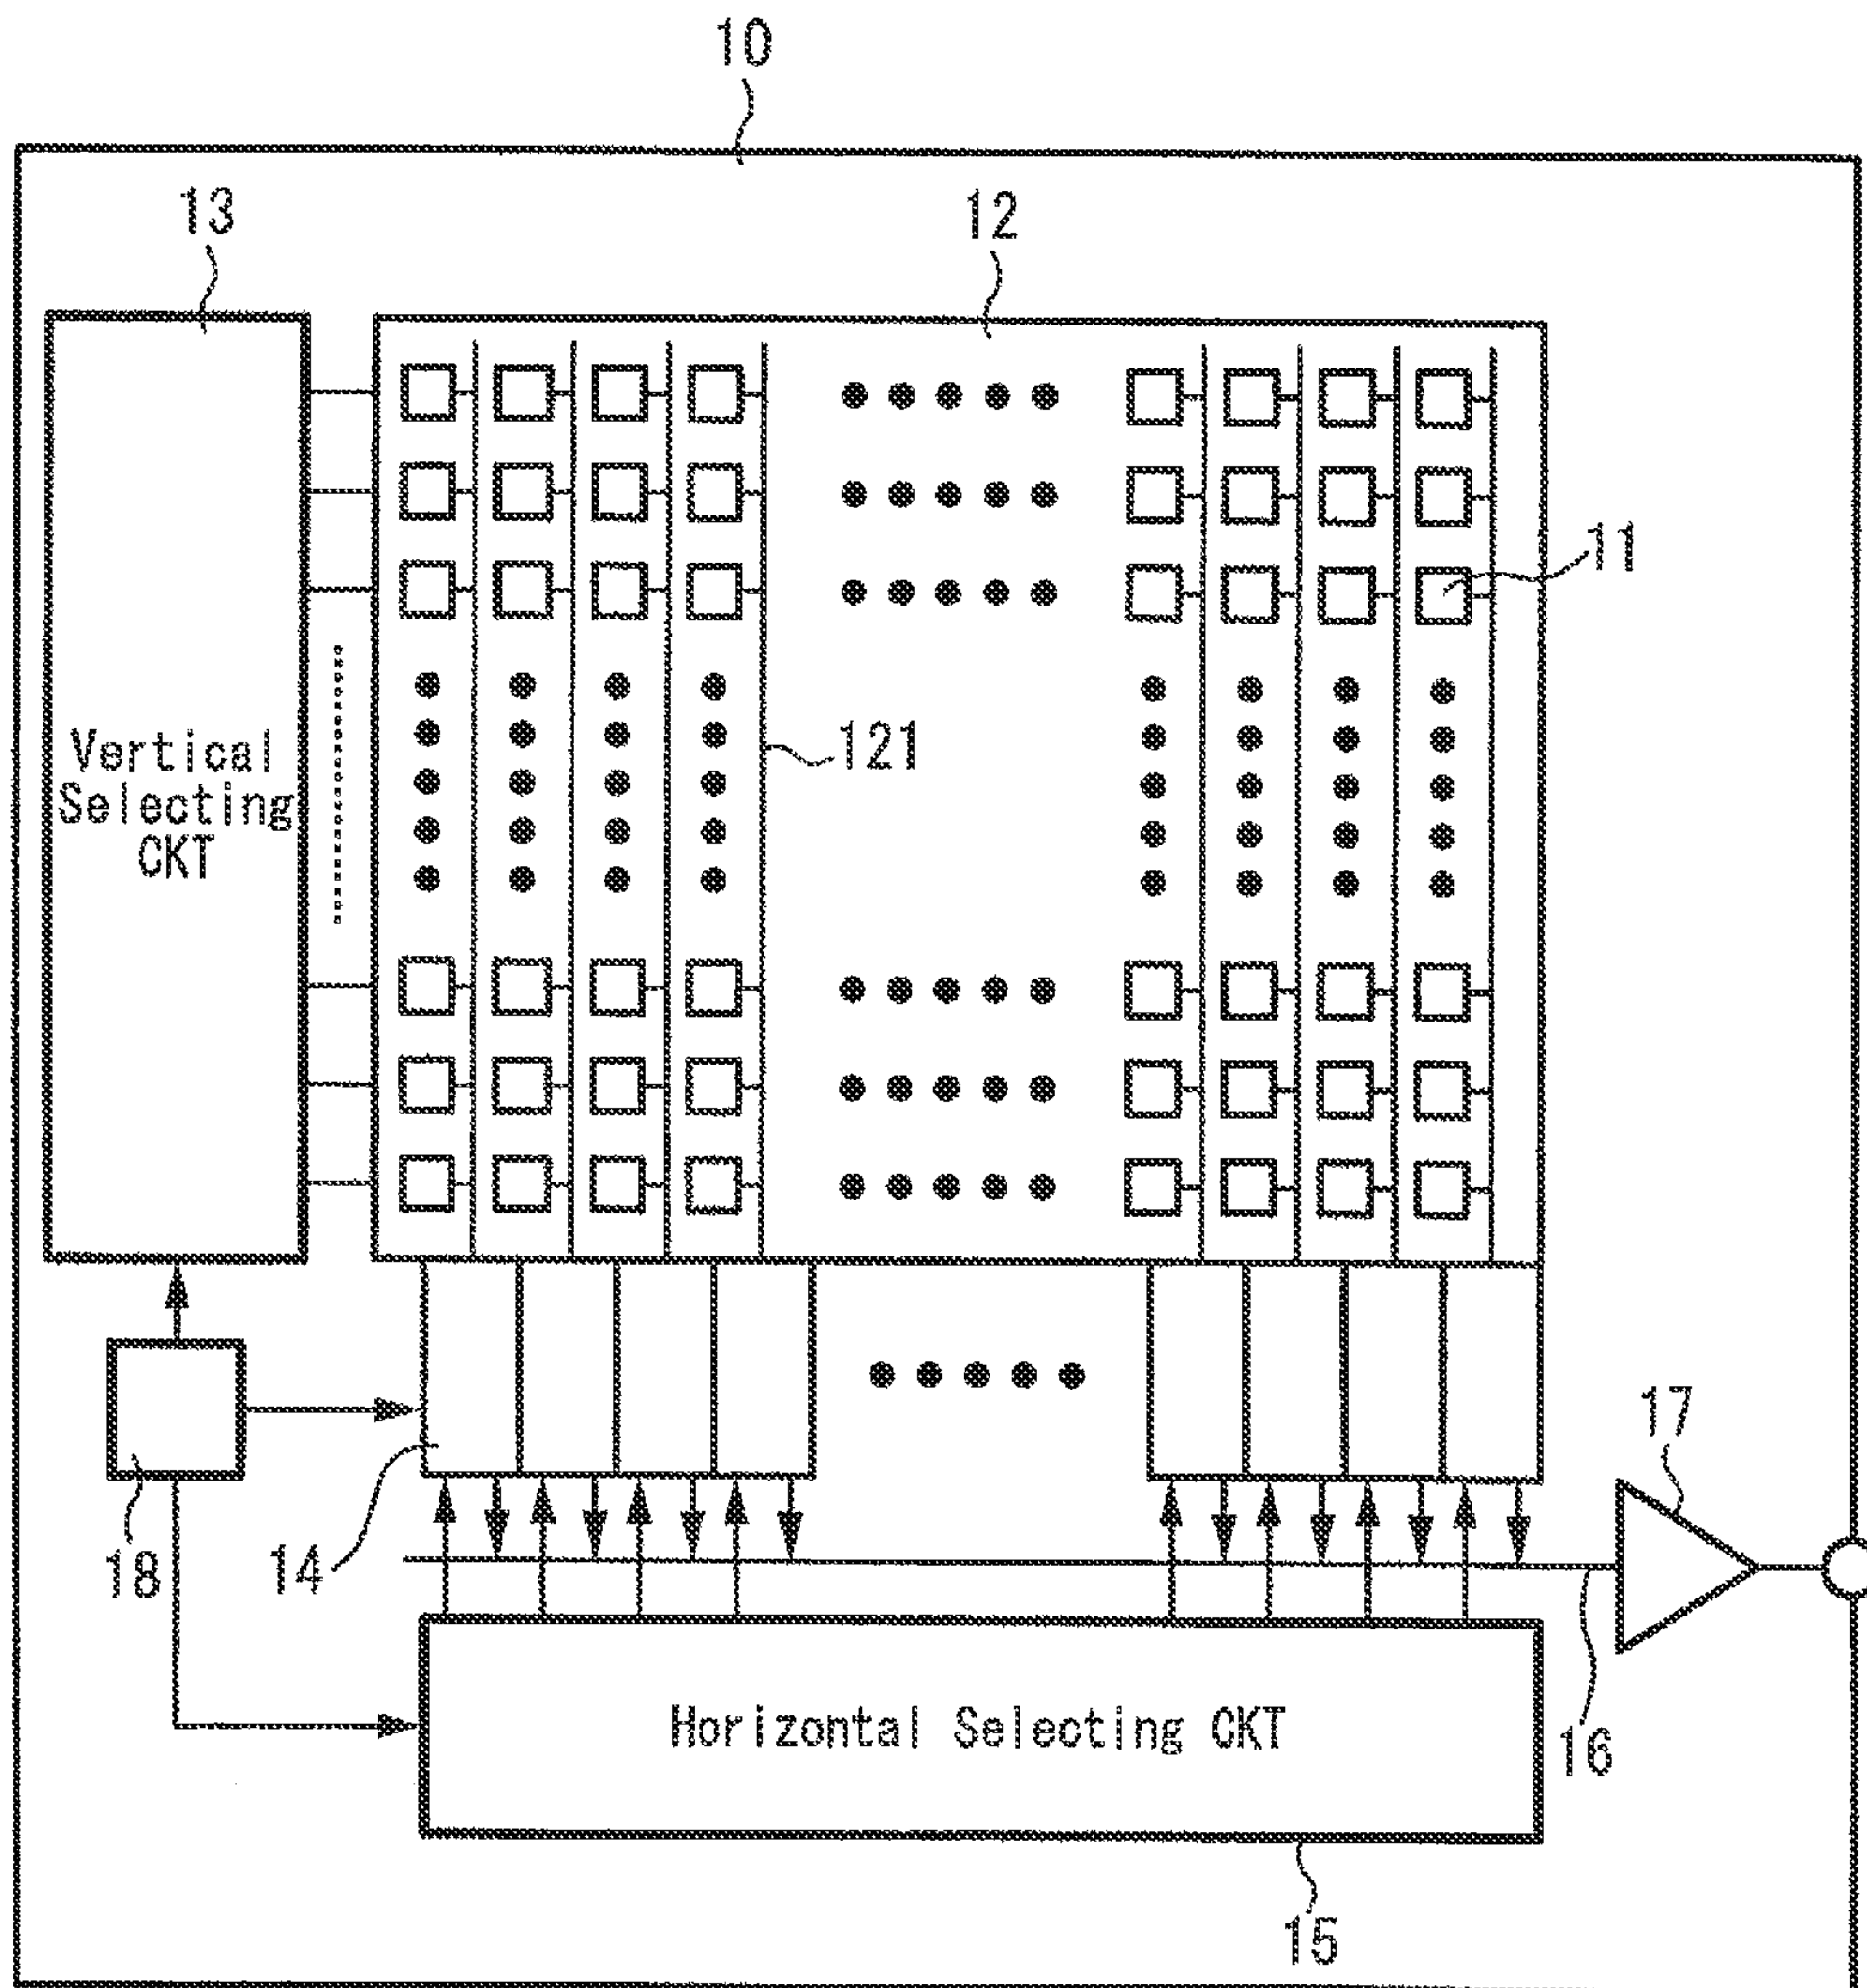 10
13
12
11
Vertical
Selecting
CKT
121
17
18
14
16
Horizontal Selecting CKT
15